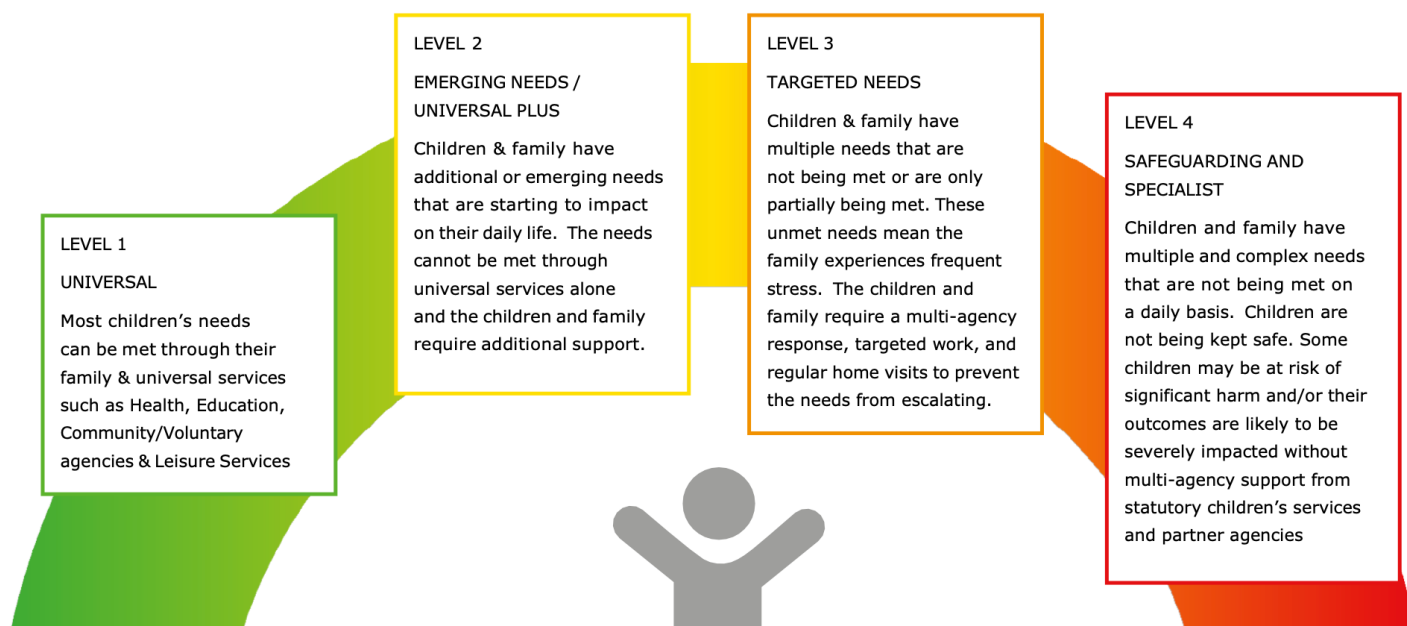 LEVEL 1
UNIVERSAL
Most children’s needs
can be met through their
family & universal services
such as Health, Education,
Community/Voluntary
agencies & Leisure Services
LEVEL 2
EMERGING NEEDS /
UNIVERSAL PLUS
Children & family have
additional or emerging needs
that are starting to impact
on their daily life.  The needs
cannot be met through
universal services alone
and the children and family
require additional support.
LEVEL 3
TARGETED NEEDS
Children & family have
multiple needs that are
not being met or are only
partially being met. These
unmet needs mean the
family experiences frequent
stress.  The children and
family require a multi-agency
response, targeted work, and
regular home visits to prevent
the needs from escalating.
LEVEL 4
SAFEGUARDING AND
SPECIALIST
Children and family have
multiple and complex needs
that are not being met on
a daily basis.  Children are
not being kept safe. Some
children may be at risk of
significant harm and/or their
outcomes are likely to be
severely impacted without
multi-agency support from
statutory children’s services
and partner agencies